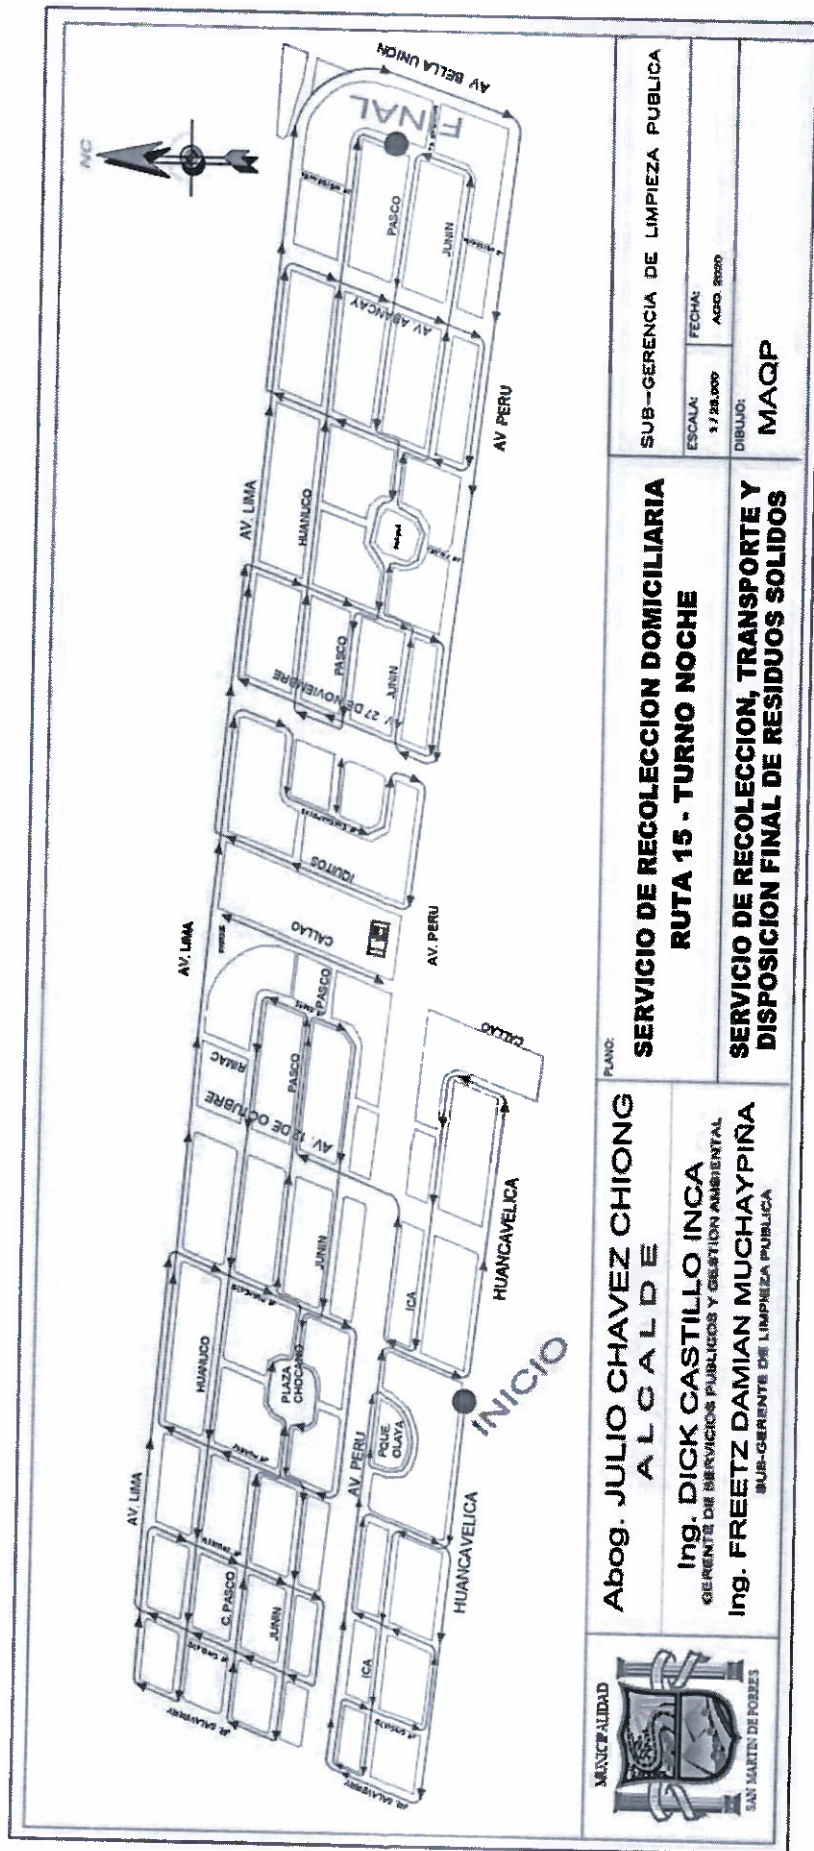 NC
AV. BELLA UNION
FINAL
PASCO
JUNIN
AV. ABANCAY
AV. LIMA
HUANUCO
AV PERU
PASCO
JUNIN
AV. 27 DE NOVIEMBRE
IQUITOS
CALLAO
AV. LIMA
AV. PERU
PASCO
RIMAC
PASCO
AV. 12 DE OCTUBRE
JUNIN
CALLAO
ICA
HUANCAVELICA
HUANUCO
PLAZA
CHOCANO
AV. LIMA
AV. PERU
PQUE.
OLAYA
INICIO
HUANCAVELICA
C. PASCO
JUNIN
ICA
JR. SALAVERRY
JR. SALAVERRY
MUNICIPALIDAD
SAN MARTIN DE PORRES
Abog. JULIO CHAVEZ CHIONG
ALCALDE
Ing. DICK CASTILLO INCA
GERENTE DE SERVICIOS PUBLICOS Y GESTION AMBIENTAL
Ing. FREETZ DAMIAN MUCHAYPIÑA
SUB-GERENTE DE LIMPIEZA PUBLICA
PLANO:
SERVICIO DE RECOLECCION DOMICILIARIA
RUTA 15 - TURNO NOCHE
SERVICIO DE RECOLECCION, TRANSPORTE Y
DISPOSICION FINAL DE RESIDUOS SOLIDOS
SUB-GERENCIA DE LIMPIEZA PUBLICA
ESCALA:
1 / 25.000
FECHA:
AGO. 2020
DIBUJO:
MAQP